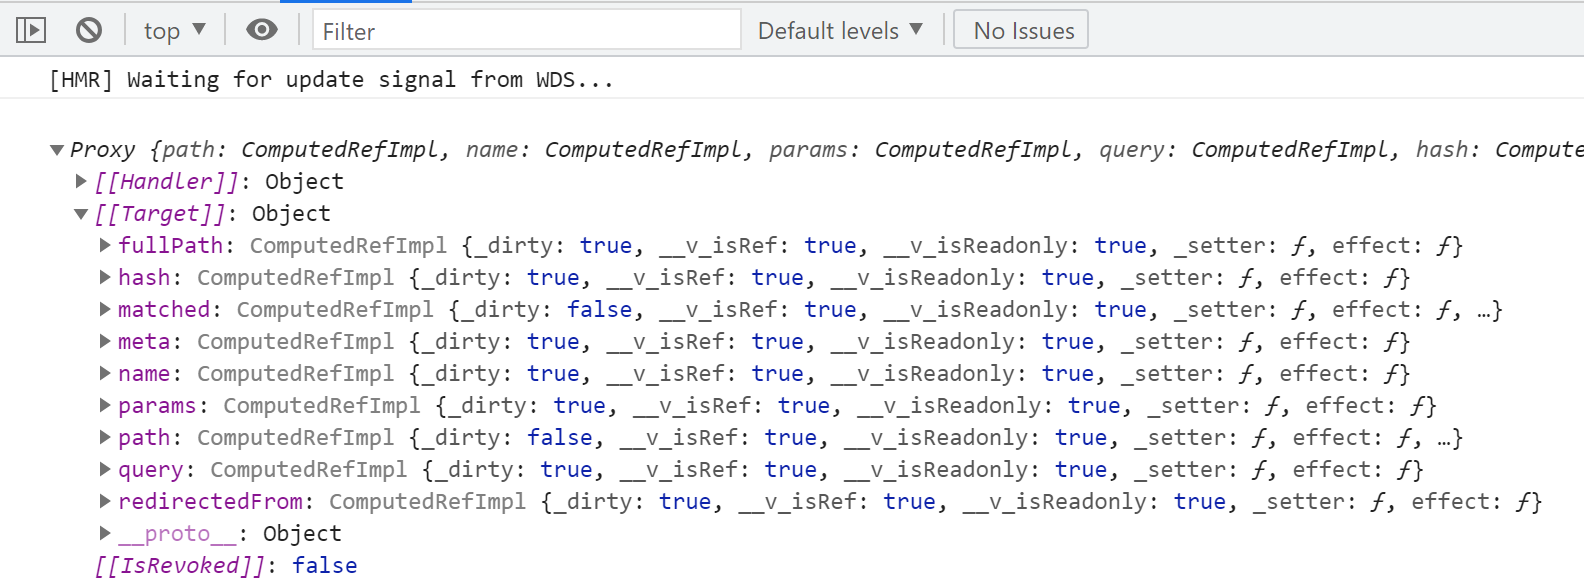 top ▼ Filter Default levels ▼ No Issues
[HMR] Waiting for update signal from WDS...
▼Proxy {path: ComputedRefImpl, name: ComputedRefImpl, params: ComputedRefImpl, query: ComputedRefImpl, hash: Compute
▶[[Handler]]: Object
▼[[Target]]: Object
▶fullPath: ComputedRefImpl {_dirty: true, __v_isRef: true, __v_isReadonly: true, _setter: ƒ, effect: ƒ}
▶hash: ComputedRefImpl {_dirty: true, __v_isRef: true, __v_isReadonly: true, _setter: ƒ, effect: ƒ}
▶matched: ComputedRefImpl {_dirty: false, __v_isRef: true, __v_isReadonly: true, _setter: ƒ, effect: ƒ, …}
▶meta: ComputedRefImpl {_dirty: true, __v_isRef: true, __v_isReadonly: true, _setter: ƒ, effect: ƒ}
▶name: ComputedRefImpl {_dirty: true, __v_isRef: true, __v_isReadonly: true, _setter: ƒ, effect: ƒ}
▶params: ComputedRefImpl {_dirty: true, __v_isRef: true, __v_isReadonly: true, _setter: ƒ, effect: ƒ}
▶path: ComputedRefImpl {_dirty: false, __v_isRef: true, __v_isReadonly: true, _setter: ƒ, effect: ƒ, …}
▶query: ComputedRefImpl {_dirty: true, __v_isRef: true, __v_isReadonly: true, _setter: ƒ, effect: ƒ}
▶redirectedFrom: ComputedRefImpl {_dirty: true, __v_isRef: true, __v_isReadonly: true, _setter: ƒ, effect: ƒ}
▶__proto__: Object
[[IsRevoked]]: false